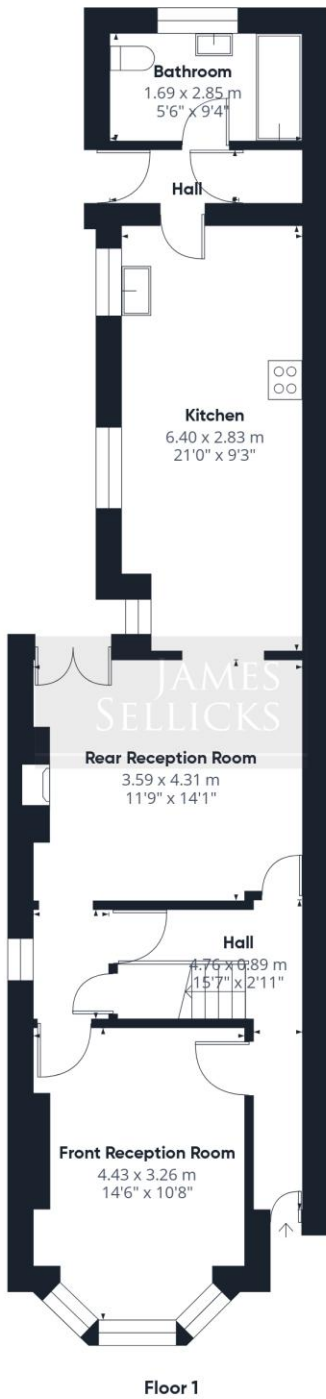 Bathroom
1.69 x 2.85 m
5'6" x 9'4"
Hall
Kitchen
6.40 x 2.83 m
21'0" x 9'3"
JAMES
SELLICKS
Rear Reception Room
3.59 x 4.31 m
11'9" x 14'1"
Hall
4.76 x 0.89 m
15'7" x 2'11"
Front Reception Room
4.43 x 3.26 m
14'6" x 10'8"
Floor 1